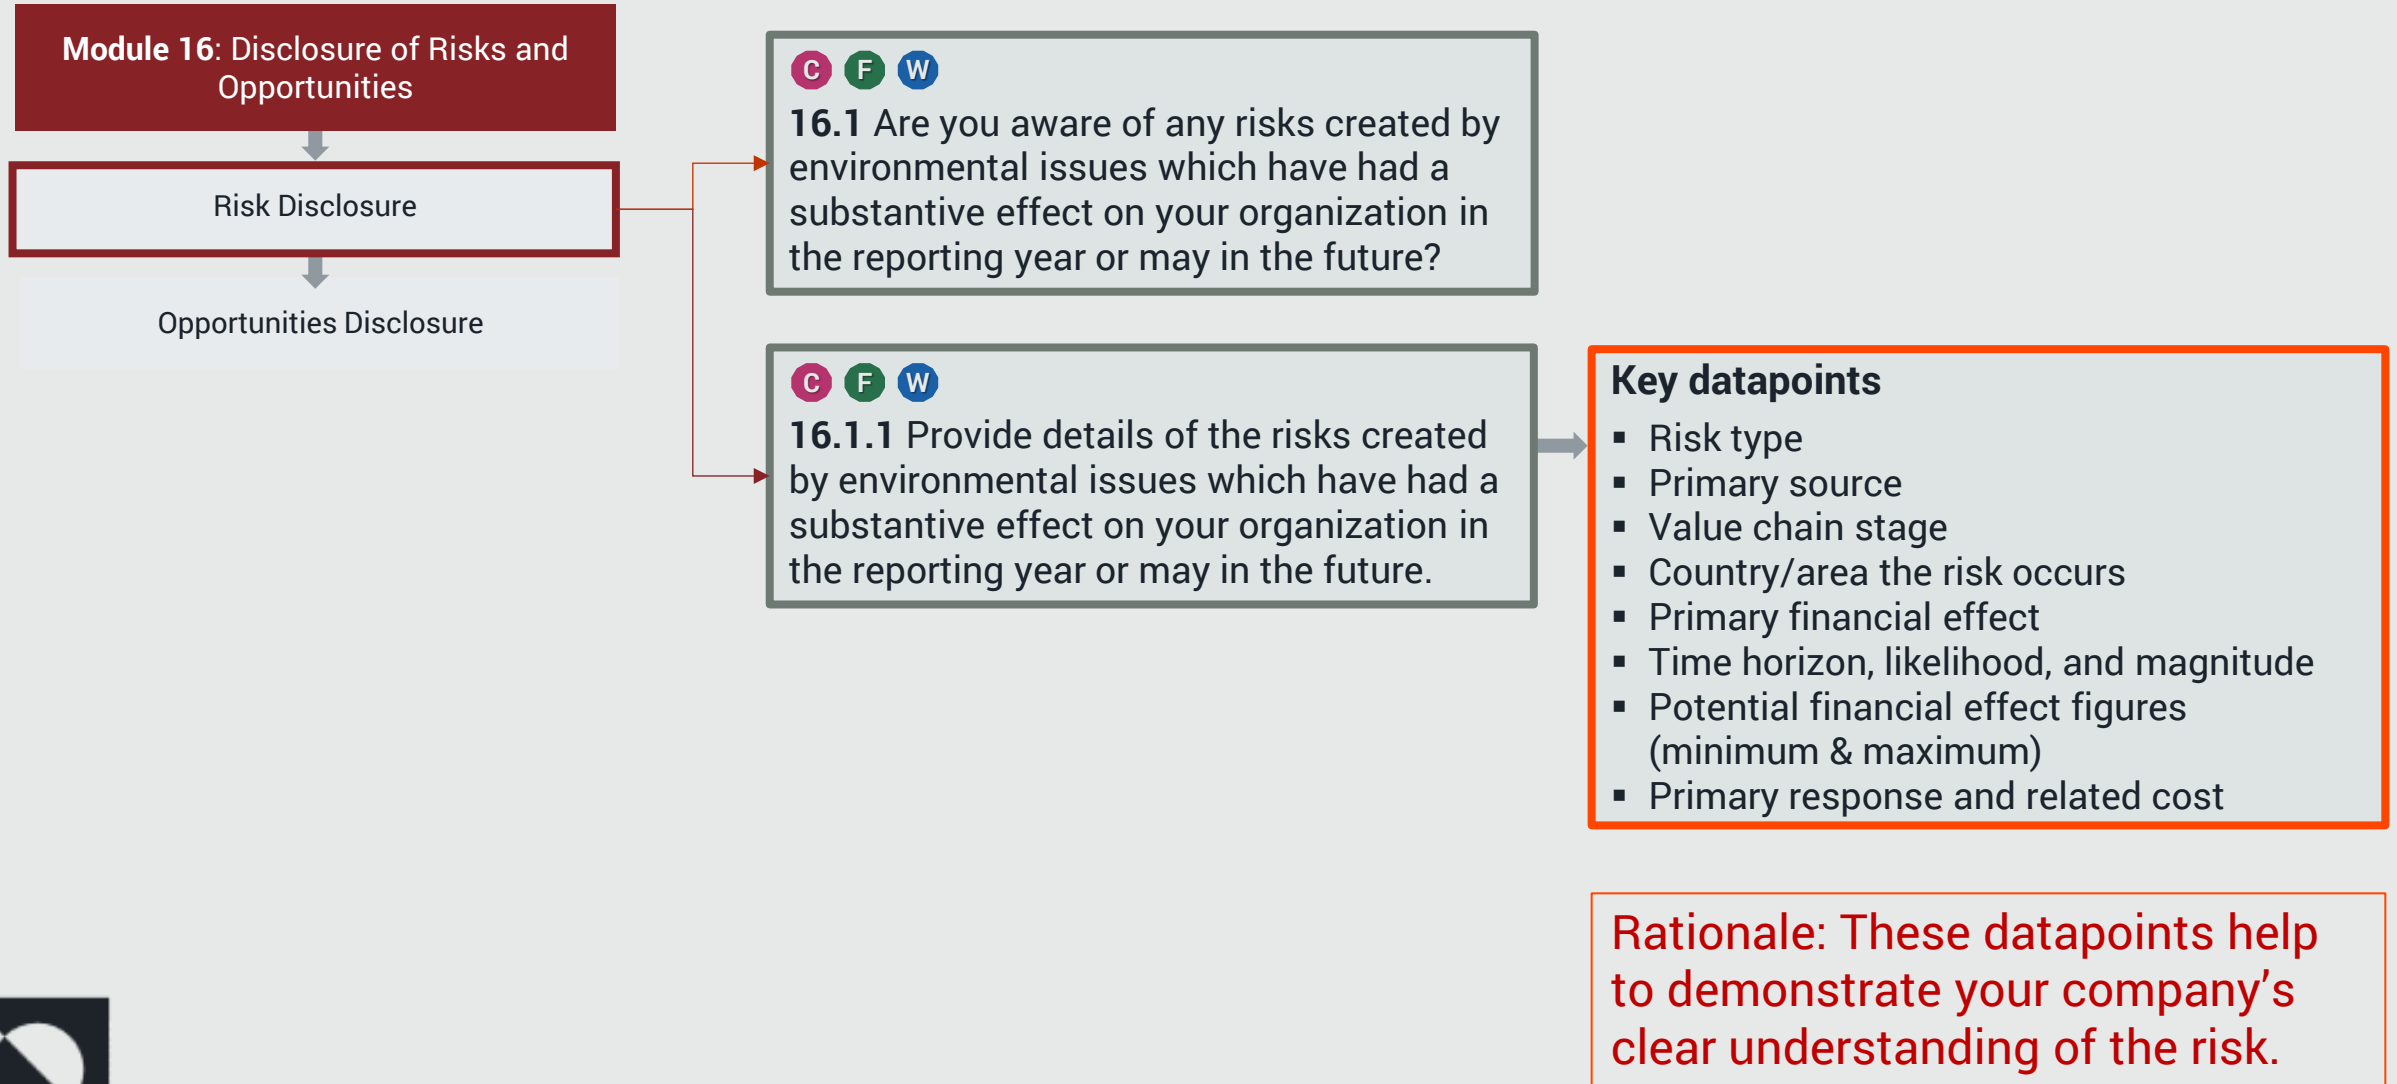 Module 16: Disclosure of Risks and
Opportunities
Risk Disclosure
Opportunities Disclosure
C F W
16.1 Are you aware of any risks created by
environmental issues which have had a
substantive effect on your organization in
the reporting year or may in the future?
C F W
16.1.1 Provide details of the risks created
by environmental issues which have had a
substantive effect on your organization in
the reporting year or may in the future.
Key datapoints
▪ Risk type
▪ Primary source
▪ Value chain stage
▪ Country/area the risk occurs
▪ Primary financial effect
▪ Time horizon, likelihood, and magnitude
▪ Potential financial effect figures
(minimum & maximum)
▪ Primary response and related cost
Rationale: These datapoints help
to demonstrate your company’s
clear understanding of the risk.